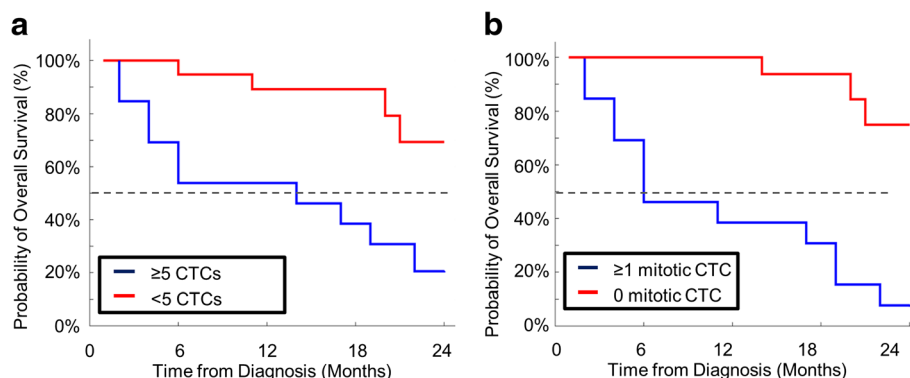 a
Probability of Overall Survival (%)
100%
80%
60%
40%
20%
0%
≥5 CTCs
<5 CTCs
0 6 12 18 24
Time from Diagnosis (Months)
b
Probability of Overall Survival (%)
100%
80%
60%
40%
20%
0%
≥1 mitotic CTC
0 mitotic CTC
0 6 12 18 24
Time from Diagnosis (Months)